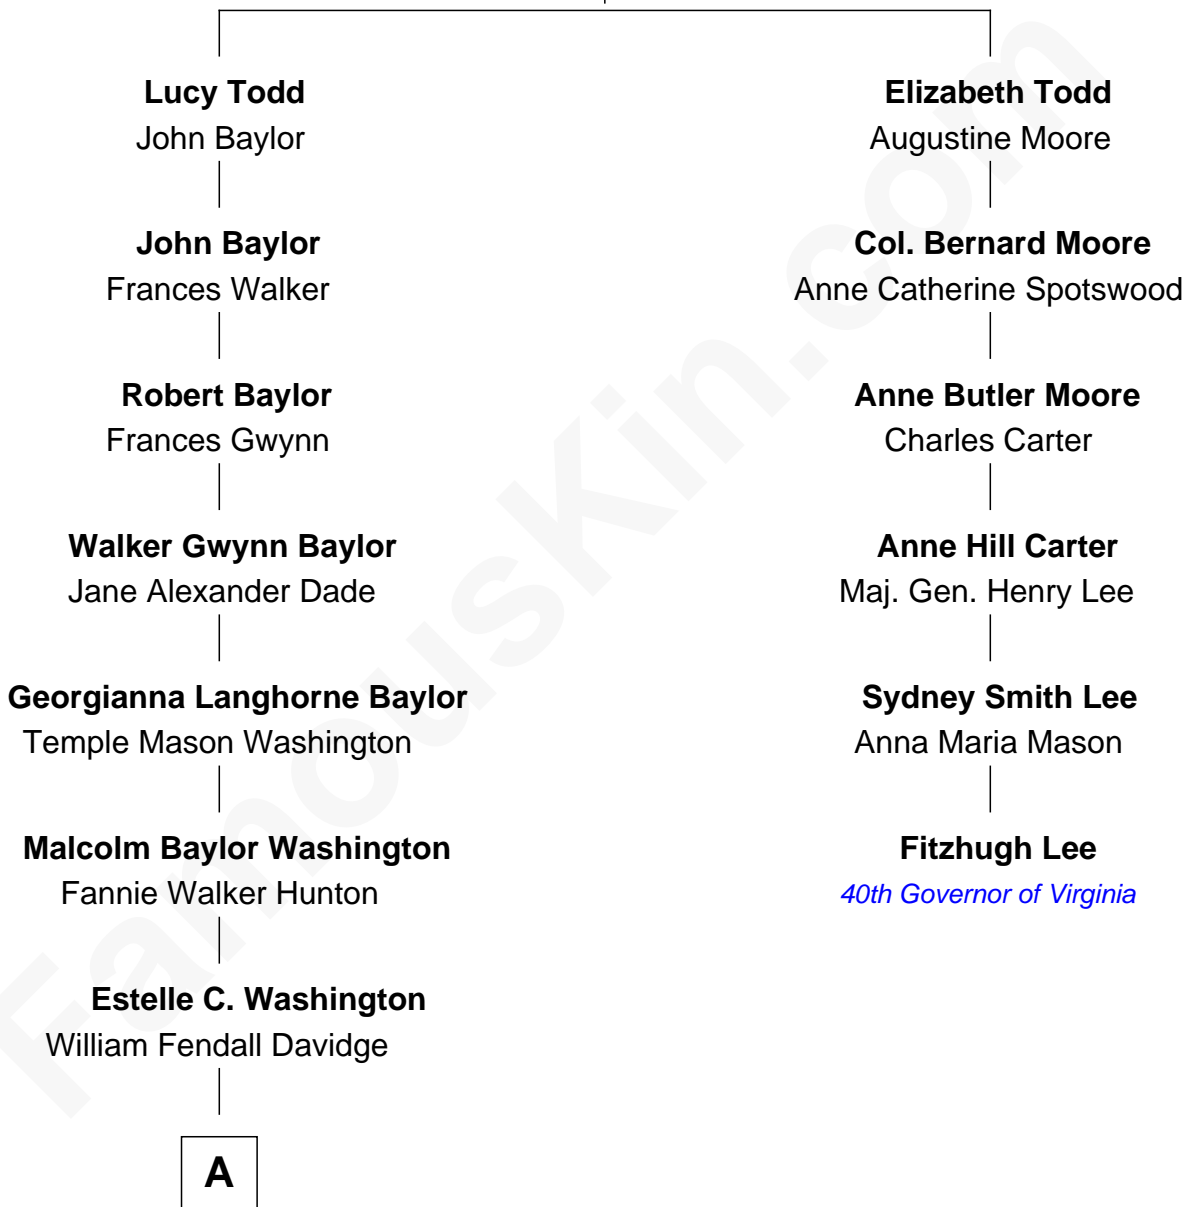 Lucy Todd
John Baylor
John Baylor
Frances Walker
Robert Baylor
Frances Gwynn
Walker Gwynn Baylor
Jane Alexander Dade
Georgianna Langhorne Baylor
Temple Mason Washington
Malcolm Baylor Washington
Fannie Walker Hunton
Estelle C. Washington
William Fendall Davidge
A
Elizabeth Todd
Augustine Moore
Col. Bernard Moore
Anne Catherine Spotswood
Anne Butler Moore
Charles Carter
Anne Hill Carter
Maj. Gen. Henry Lee
Sydney Smith Lee
Anna Maria Mason
Fitzhugh Lee
40th Governor of Virginia
FamousKin.com